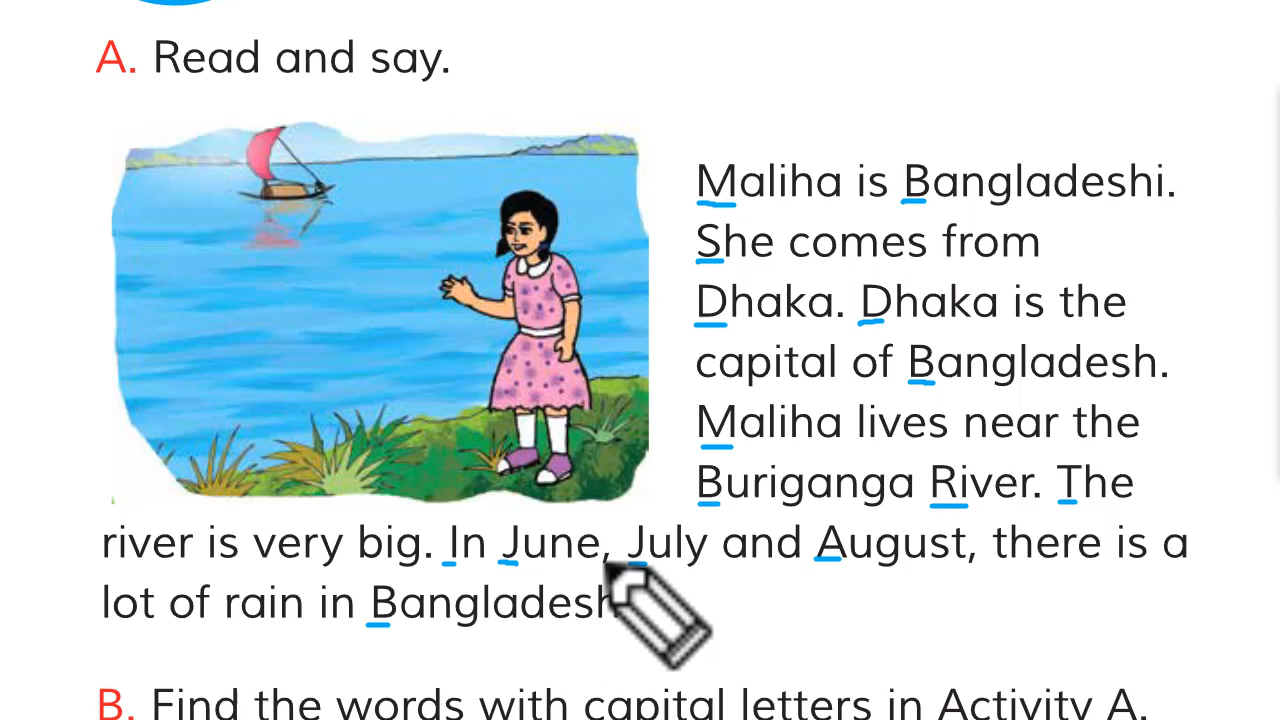 A. Read and say.
Maliha is Bangladeshi.
She comes from
Dhaka. Dhaka is the
capital of Bangladesh.
Maliha lives near the
Buriganga River. The
river is very big. In June, July and August, there is a
lot of rain in Bangladesh
B. Find the words with capital letters in Activity A.